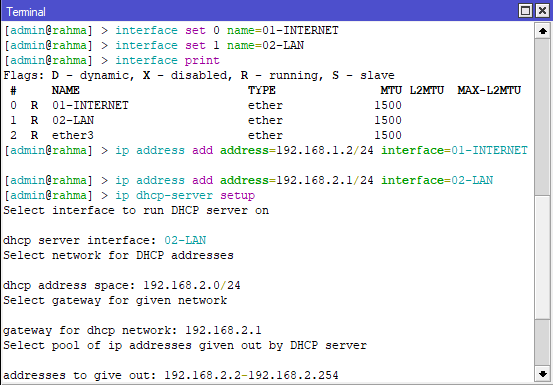 Terminal
[admin@rahma] > interface set 0 name=01-INTERNET
[admin@rahma] > interface set 1 name=02-LAN
[admin@rahma] > interface print
Flags: D - dynamic, X - disabled, R - running, S - slave
# NAME TYPE MTU L2MTU MAX-L2MTU
0 R 01-INTERNET ether 1500
1 R 02-LAN ether 1500
2 R ether3 ether 1500
[admin@rahma] > ip address add address=192.168.1.2/24 interface=01-INTERNET
[admin@rahma] > ip address add address=192.168.2.1/24 interface=02-LAN
[admin@rahma] > ip dhcp-server setup
Select interface to run DHCP server on
dhcp server interface: 02-LAN
Select network for DHCP addresses
dhcp address space: 192.168.2.0/24
Select gateway for given network
gateway for dhcp network: 192.168.2.1
Select pool of ip addresses given out by DHCP server
addresses to give out: 192.168.2.2-192.168.2.254